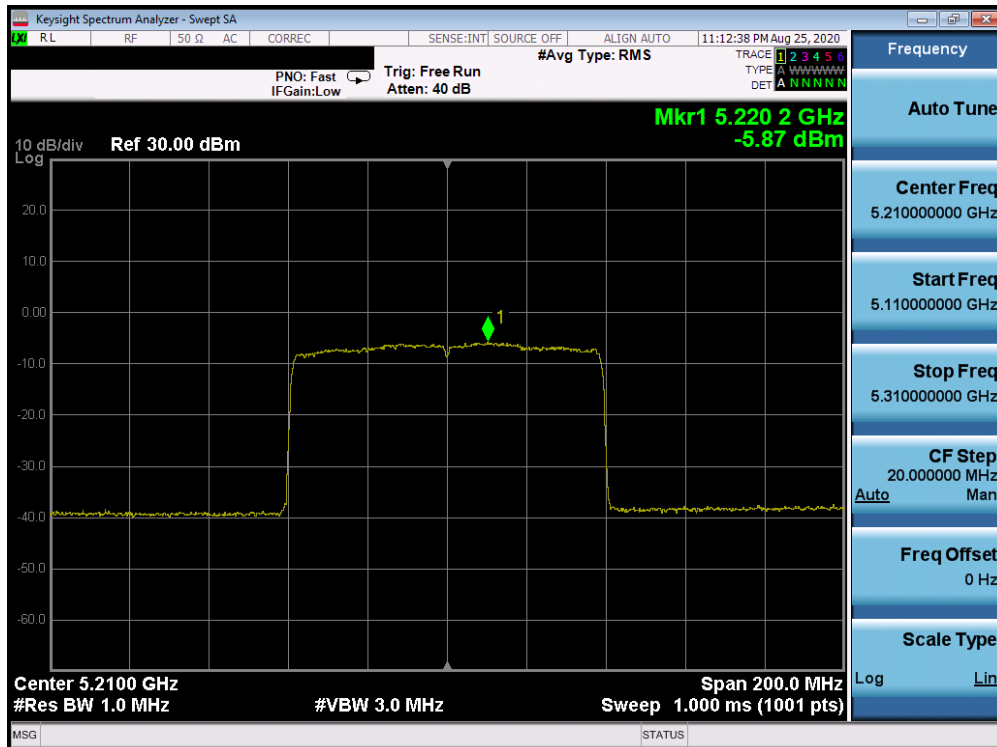 Keysight Spectrum Analyzer - Swept SA
LXI RL RF 50 Ω AC CORREC SENSE:INT SOURCE OFF ALIGN AUTO 11:12:38 PM Aug 25, 2020
#Avg Type: RMS
TRACE 1 2 3 4 5 6
PNO: Fast Trig: Free Run
TYPE A WWWWW
IFGain:Low Atten: 40 dB
DET A N N N N N
Mkr1 5.220 2 GHz
-5.87 dBm
10 dB/div Ref 30.00 dBm
Log
20.0
10.0
0.00
1
-10.0
-20.0
-30.0
-40.0
-50.0
-60.0
Center 5.2100 GHz Span 200.0 MHz
#Res BW 1.0 MHz #VBW 3.0 MHz Sweep 1.000 ms (1001 pts)
MSG STATUS
Frequency
Auto Tune
Center Freq
5.210000000 GHz
Start Freq
5.110000000 GHz
Stop Freq
5.310000000 GHz
CF Step
20.000000 MHz
Auto Man
Freq Offset
0 Hz
Scale Type
Log Lin